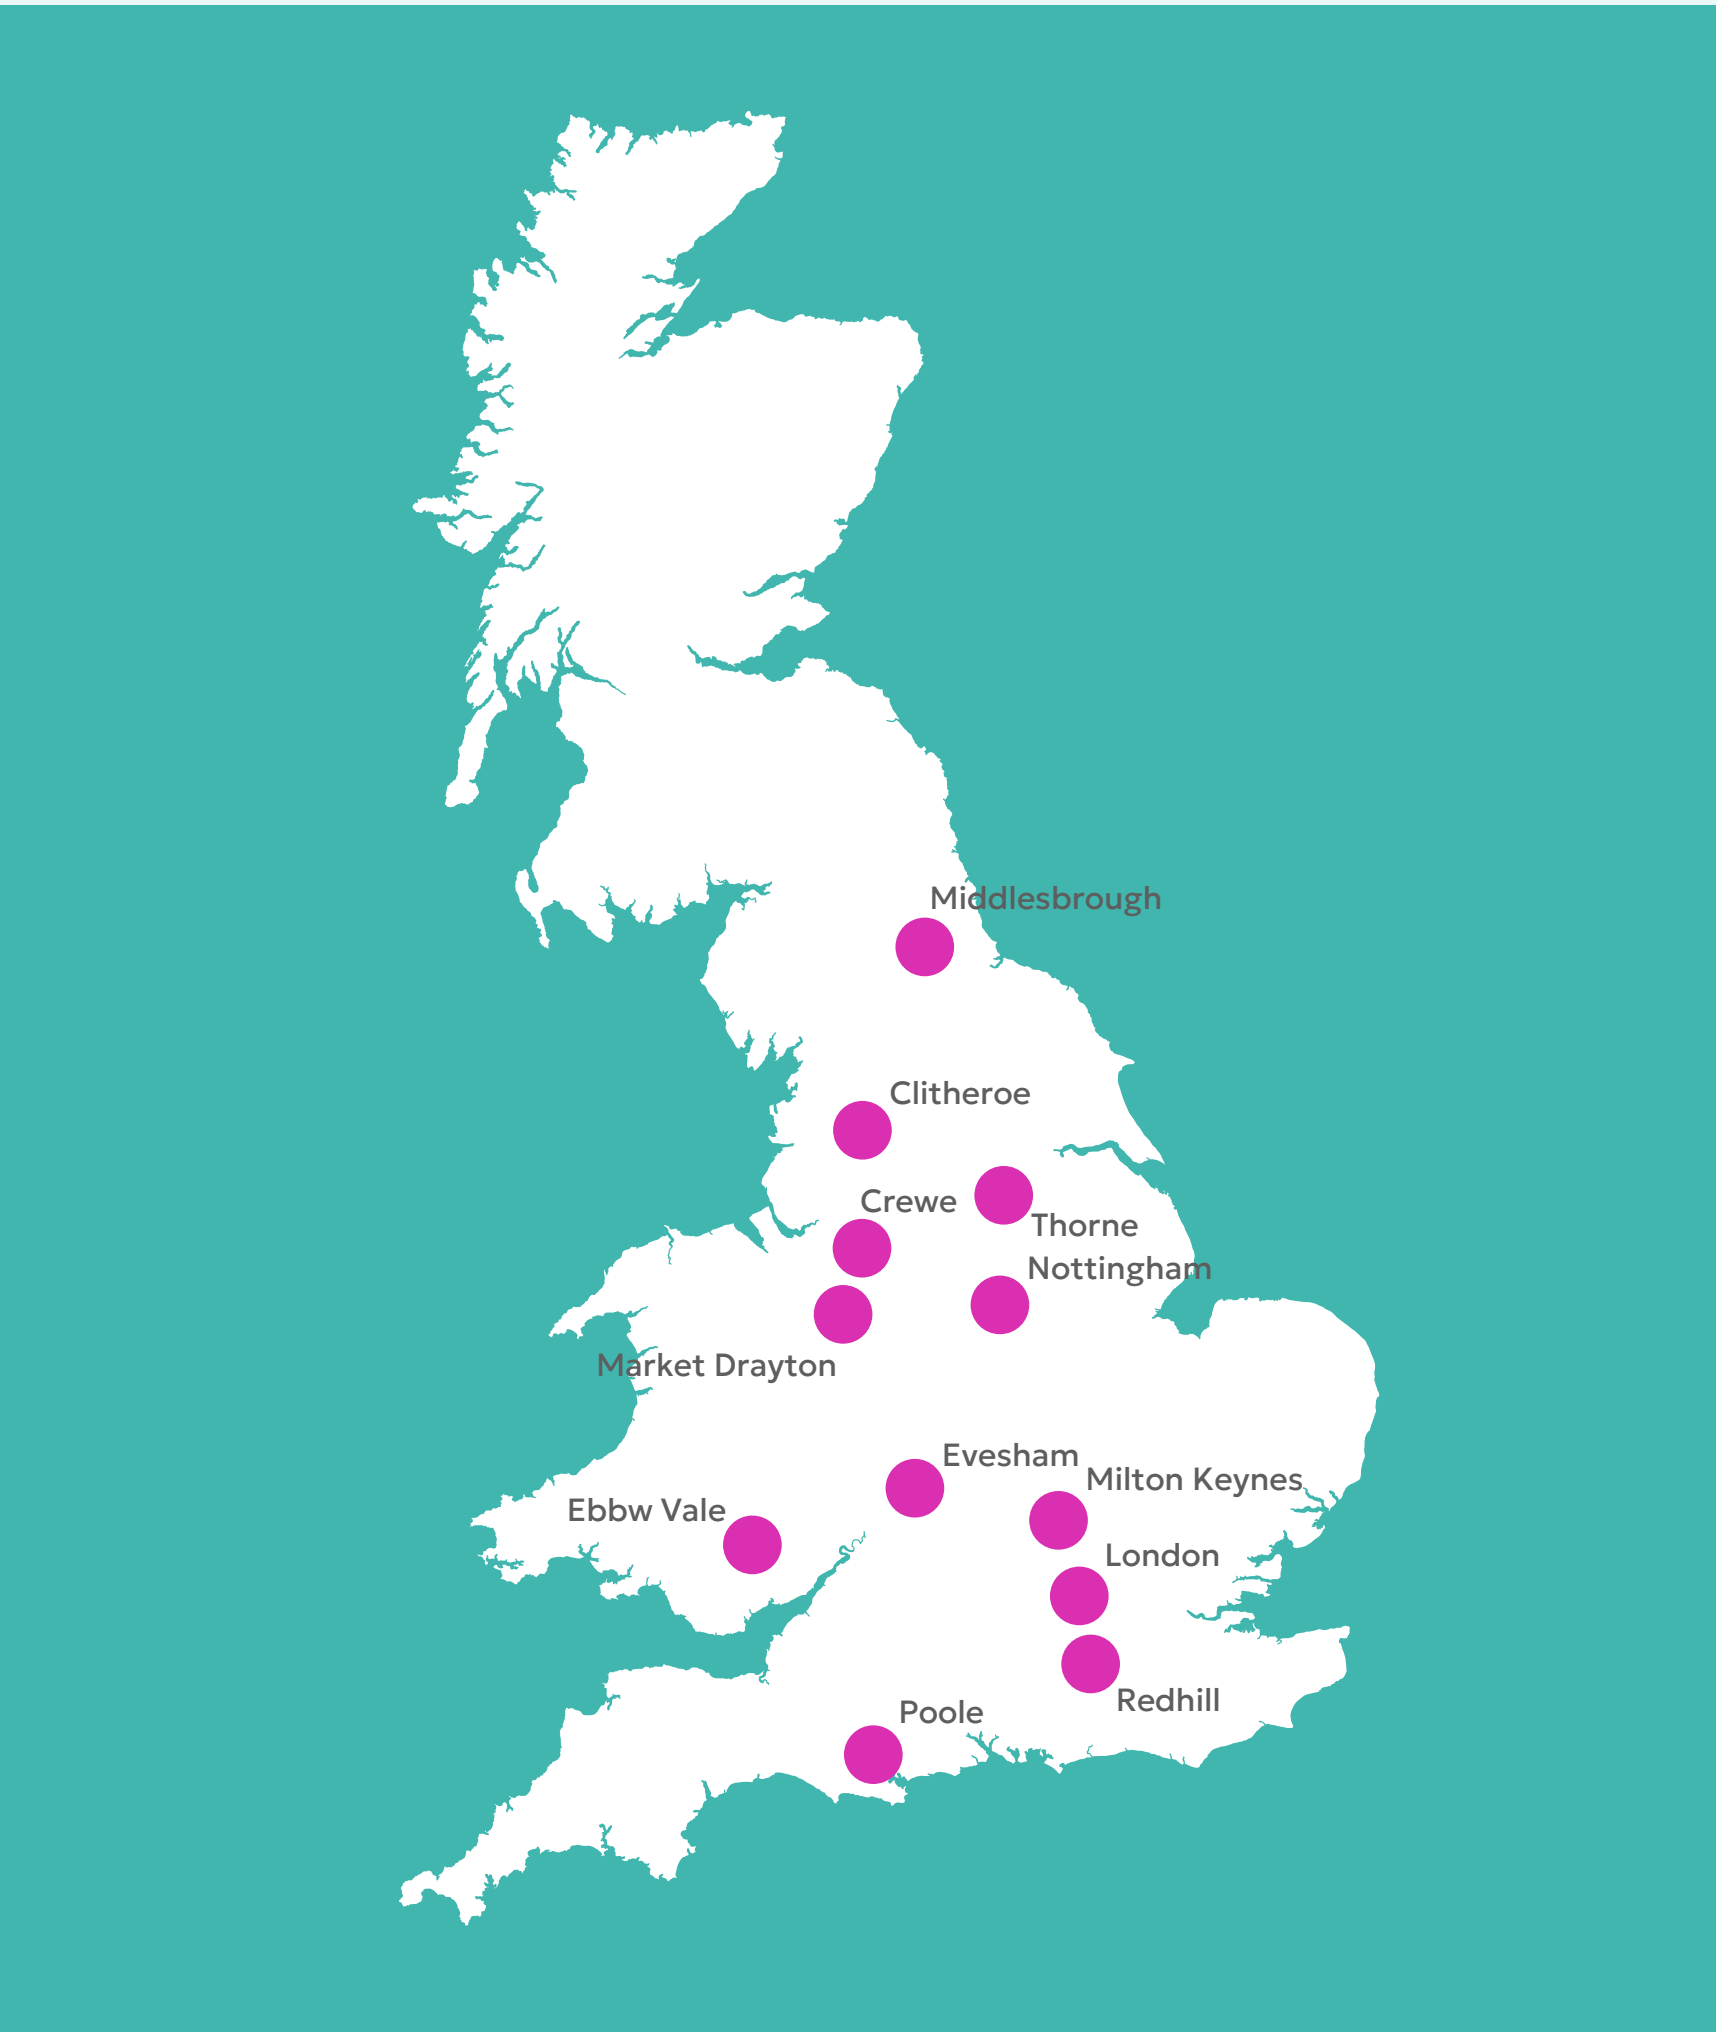 Middlesbrough
Clitheroe
Crewe
Thorne
Nottingham
Market Drayton
Evesham
Milton Keynes
Ebbw Vale
London
Redhill
Poole